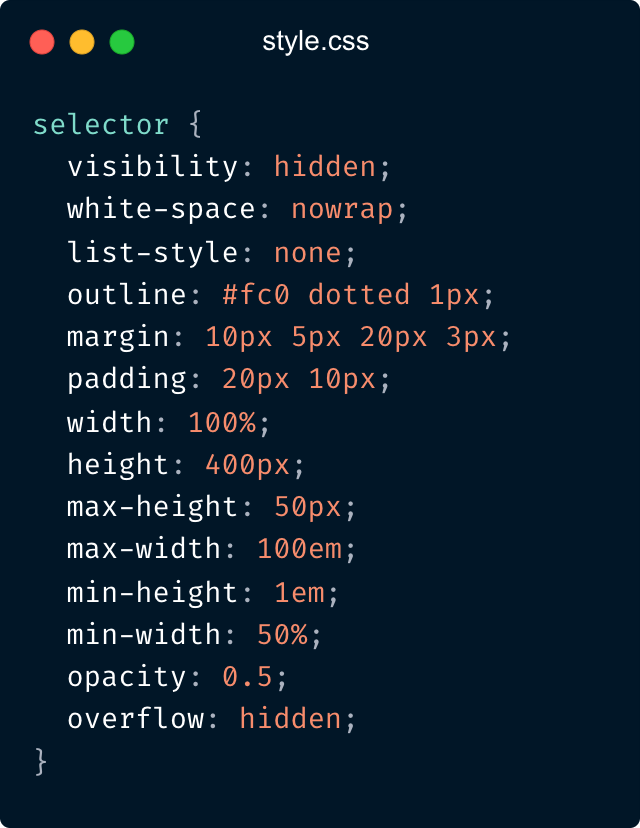 style.css
selector {
  visibility: hidden;
  white-space: nowrap;
  list-style: none;
  outline: #fc0 dotted 1px;
  margin: 10px 5px 20px 3px;
  padding: 20px 10px;
  width: 100%;
  height: 400px;
  max-height: 50px;
  max-width: 100em;
  min-height: 1em;
  min-width: 50%;
  opacity: 0.5;
  overflow: hidden;
}